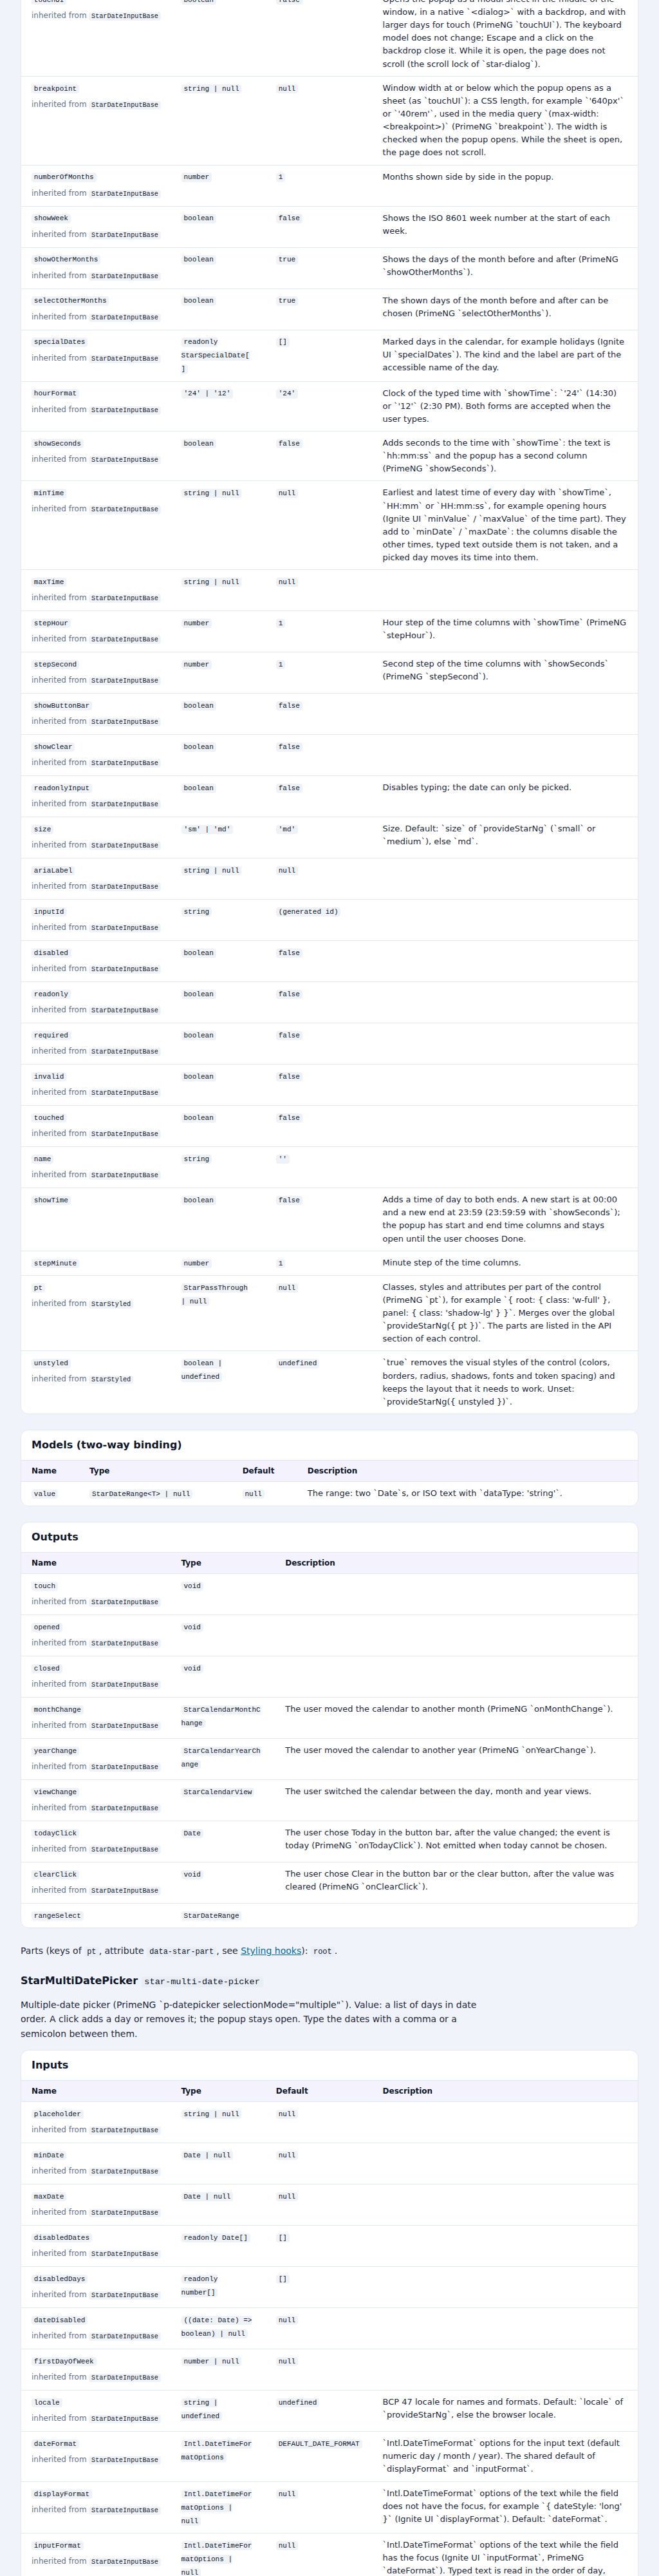 touchUi boolean false Opens the popup as a modal sheet in the middle of the
inherited from StarDateInputBase
window, in a native `<dialog>` with a backdrop, and with
larger days for touch (PrimeNG `touchUI`). The keyboard
model does not change; Escape and a click on the
backdrop close it. While it is open, the page does not
scroll (the scroll lock of `star-dialog`).
breakpoint string | null null Window width at or below which the popup opens as a
inherited from StarDateInputBase
sheet (as `touchUI`): a CSS length, for example `'640px'`
or `'40rem'`, used in the media query `(max-width:
<breakpoint>)` (PrimeNG `breakpoint`). The width is
checked when the popup opens. While the sheet is open,
the page does not scroll.
numberOfMonths number 1 Months shown side by side in the popup.
inherited from StarDateInputBase
showWeek boolean false Shows the ISO 8601 week number at the start of each
week.
inherited from StarDateInputBase
showOtherMonths boolean true Shows the days of the month before and after (PrimeNG
`showOtherMonths`).
inherited from StarDateInputBase
selectOtherMonths boolean true The shown days of the month before and after can be
chosen (PrimeNG `selectOtherMonths`).
inherited from StarDateInputBase
specialDates readonly StarSpecialDate[] [] Marked days in the calendar, for example holidays (Ignite
UI `specialDates`). The kind and the label are part of the
accessible name of the day.
inherited from StarDateInputBase
hourFormat '24' | '12' '24' Clock of the typed time with `showTime`: `'24'` (14:30)
or `'12'` (2:30 PM). Both forms are accepted when the
user types.
inherited from StarDateInputBase
showSeconds boolean false Adds seconds to the time with `showTime`: the text is
`hh:mm:ss` and the popup has a second column
(PrimeNG `showSeconds`).
inherited from StarDateInputBase
minTime string | null null Earliest and latest time of every day with `showTime`,
inherited from StarDateInputBase
`HH:mm` or `HH:mm:ss`, for example opening hours
(Ignite UI `minValue` / `maxValue` of the time part). They
add to `minDate` / `maxDate`: the columns disable the
other times, typed text outside them is not taken, and a
picked day moves its time into them.
maxTime string | null null
inherited from StarDateInputBase
stepHour number 1 Hour step of the time columns with `showTime` (PrimeNG
`stepHour`).
inherited from StarDateInputBase
stepSecond number 1 Second step of the time columns with `showSeconds`
(PrimeNG `stepSecond`).
inherited from StarDateInputBase
showButtonBar boolean false
inherited from StarDateInputBase
showClear boolean false
inherited from StarDateInputBase
readonlyInput boolean false Disables typing; the date can only be picked.
inherited from StarDateInputBase
size 'sm' | 'md' 'md' Size. Default: `size` of `provideStarNg` (`small` or
`medium`), else `md`.
inherited from StarDateInputBase
ariaLabel string | null null
inherited from StarDateInputBase
inputId string (generated id)
inherited from StarDateInputBase
disabled boolean false
inherited from StarDateInputBase
readonly boolean false
inherited from StarDateInputBase
required boolean false
inherited from StarDateInputBase
invalid boolean false
inherited from StarDateInputBase
touched boolean false
inherited from StarDateInputBase
name string ''
inherited from StarDateInputBase
showTime boolean false Adds a time of day to both ends. A new start is at 00:00
and a new end at 23:59 (23:59:59 with `showSeconds`);
the popup has start and end time columns and stays
open until the user chooses Done.
stepMinute number 1 Minute step of the time columns.
pt StarPassThrough | null null Classes, styles and attributes per part of the control
inherited from StarStyled
(PrimeNG `pt`), for example `{ root: { class: 'w-full' },
panel: { class: 'shadow-lg' } }`. Merges over the global
`provideStarNg({ pt })`. The parts are listed in the API
section of each control.
unstyled boolean | undefined undefined `true` removes the visual styles of the control (colors,
inherited from StarStyled
borders, radius, shadows, fonts and token spacing) and
keeps the layout that it needs to work. Unset:
`provideStarNg({ unstyled })`.
Models (two-way binding)
Name Type Default Description
value StarDateRange<T> | null null The range: two `Date`s, or ISO text with `dataType: 'string'`.
Outputs
Name Type Description
touch void
inherited from StarDateInputBase
opened void
inherited from StarDateInputBase
closed void
inherited from StarDateInputBase
monthChange StarCalendarMonthChange The user moved the calendar to another month (PrimeNG `onMonthChange`).
inherited from StarDateInputBase
yearChange StarCalendarYearChange The user moved the calendar to another year (PrimeNG `onYearChange`).
inherited from StarDateInputBase
viewChange StarCalendarView The user switched the calendar between the day, month and year views.
inherited from StarDateInputBase
todayClick Date The user chose Today in the button bar, after the value changed; the event is
today (PrimeNG `onTodayClick`). Not emitted when today cannot be chosen.
inherited from StarDateInputBase
clearClick void The user chose Clear in the button bar or the clear button, after the value was
cleared (PrimeNG `onClearClick`).
inherited from StarDateInputBase
rangeSelect StarDateRange
Parts (keys of pt, attribute data-star-part, see Styling hooks): root.
StarMultiDatePicker star-multi-date-picker
Multiple-date picker (PrimeNG `p-datepicker selectionMode="multiple"`). Value: a list of days in date
order. A click adds a day or removes it; the popup stays open. Type the dates with a comma or a
semicolon between them.
Inputs
Name Type Default Description
placeholder string | null null
inherited from StarDateInputBase
minDate Date | null null
inherited from StarDateInputBase
maxDate Date | null null
inherited from StarDateInputBase
disabledDates readonly Date[] []
inherited from StarDateInputBase
disabledDays readonly number[] []
inherited from StarDateInputBase
dateDisabled ((date: Date) => boolean) | null null
inherited from StarDateInputBase
firstDayOfWeek number | null null
inherited from StarDateInputBase
locale string | undefined undefined BCP 47 locale for names and formats. Default: `locale` of
`provideStarNg`, else the browser locale.
inherited from StarDateInputBase
dateFormat Intl.DateTimeFormatOptions DEFAULT_DATE_FORMAT `Intl.DateTimeFormat` options for the input text (default
numeric day / month / year). The shared default of
`displayFormat` and `inputFormat`.
inherited from StarDateInputBase
displayFormat Intl.DateTimeFormatOptions | null null `Intl.DateTimeFormat` options of the text while the field
does not have the focus, for example `{ dateStyle: 'long'
}` (Ignite UI `displayFormat`). Default: `dateFormat`.
inherited from StarDateInputBase
inputFormat Intl.DateTimeFormatOptions | null null `Intl.DateTimeFormat` options of the text while the field
has the focus (Ignite UI `inputFormat`, PrimeNG
`dateFormat`). Typed text is read in the order of day,
inherited from StarDateInputBase